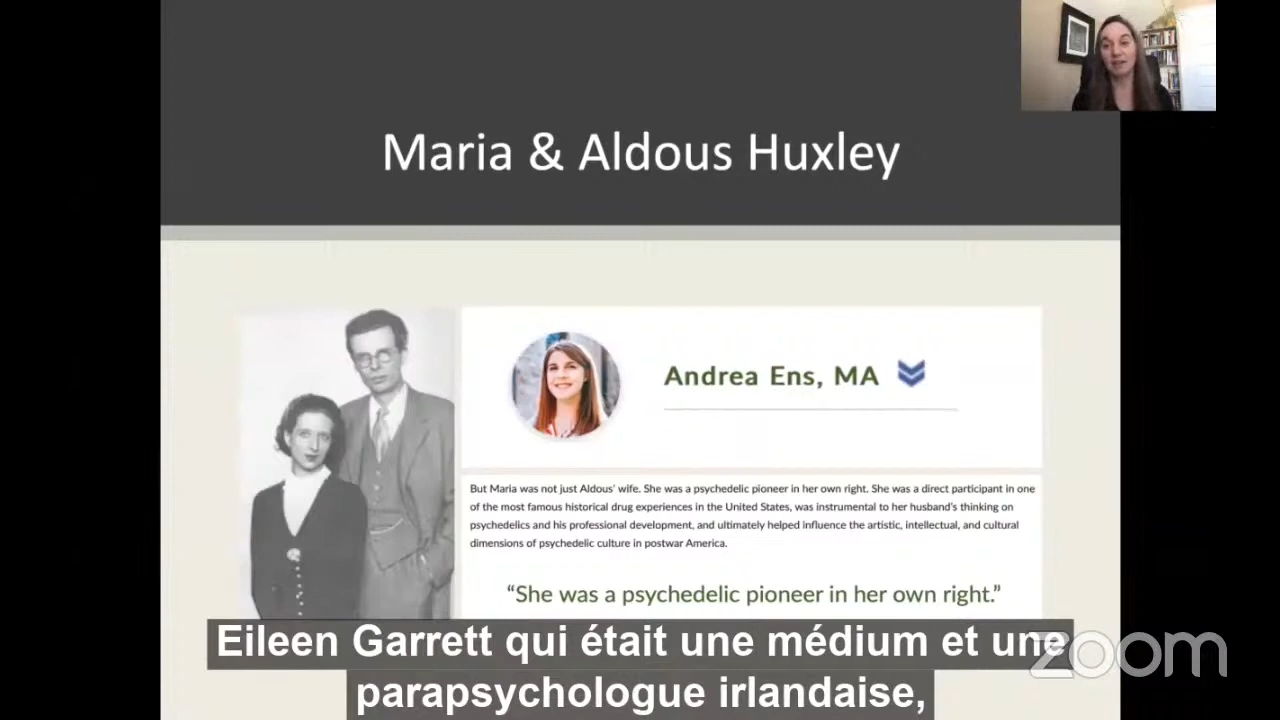 Maria & Aldous Huxley
Andrea Ens, MA
But Maria was not just Aldous' wife. She was a psychedelic pioneer in her own right. She was a direct participant in one
of the most famous historical drug experiences in the United States, was instrumental to her husband's thinking on
psychedelics and his professional development, and ultimately helped influence the artistic, intellectual, and cultural
dimensions of psychedelic culture in postwar America.
“She was a psychedelic pioneer in her own right.”
Eileen Garrett qui était une médium et une
parapsychologue irlandaise,
zoom